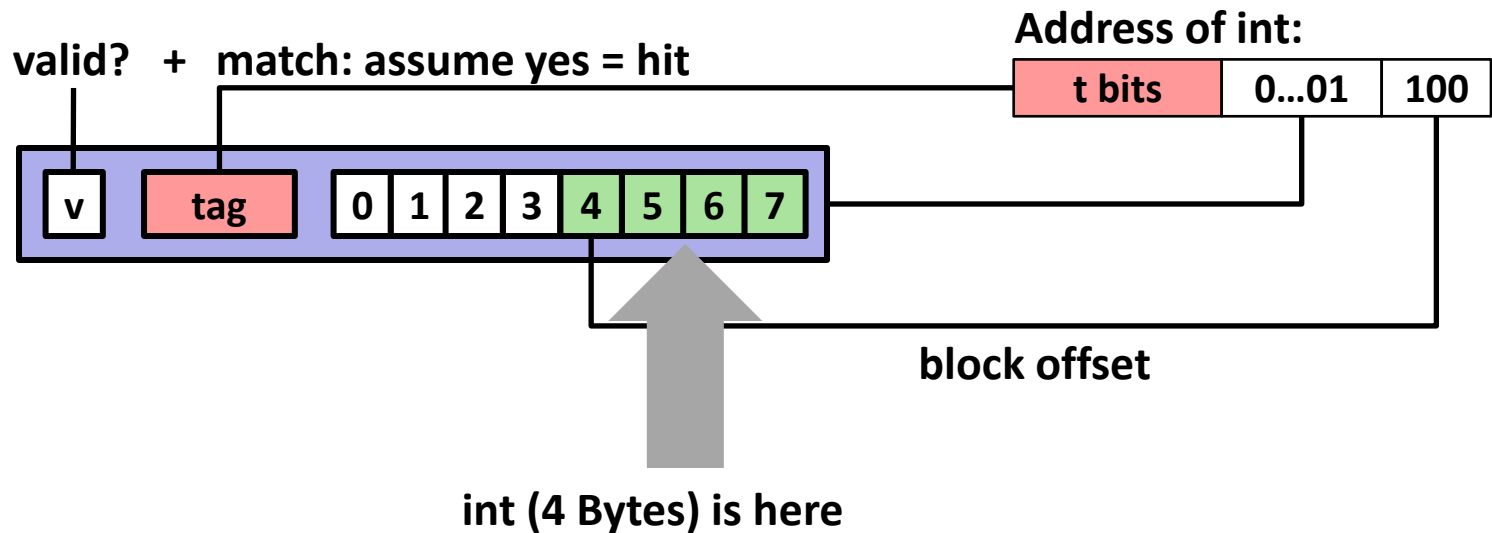 Address of int:
valid? + match: assume yes = hit
t bits 0...01 100
v tag 0 1 2 3 4 5 6 7
block offset
int (4 Bytes) is here